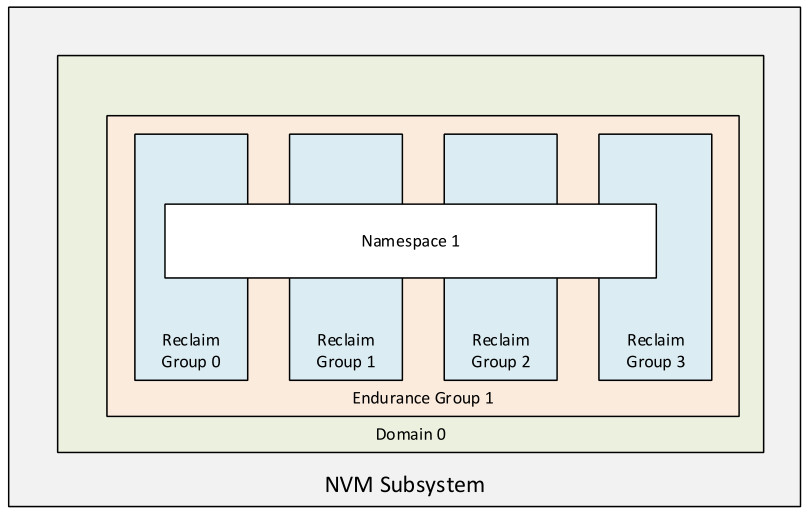 Namespace 1
Reclaim
Group 0
Reclaim
Group 1
Reclaim
Group 2
Reclaim
Group 3
Endurance Group 1
Domain 0
NVM Subsystem